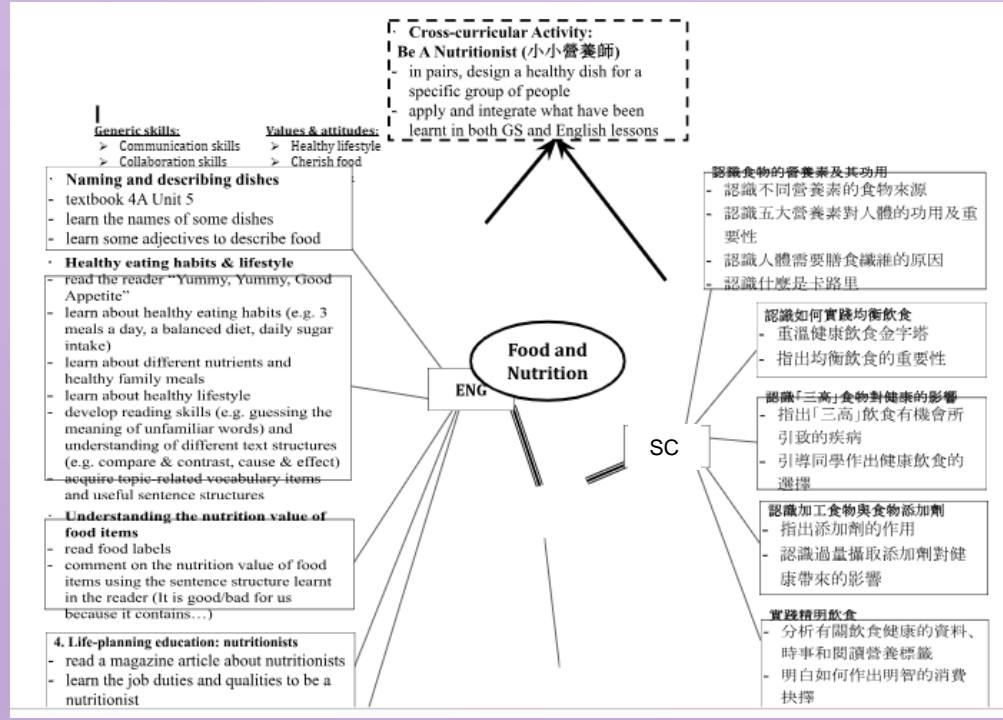 · Cross-curricular Activity:
Be A Nutritionist (小小營養師)
- in pairs, design a healthy dish for a
specific group of people
- apply and integrate what have been
learnt in both GS and English lessons
Generic skills:
➢ Communication skills
➢ Collaboration skills
Values & attitudes:
➢ Healthy lifestyle
➢ Cherish food
· Naming and describing dishes
- textbook 4A Unit 5
- learn the names of some dishes
- learn some adjectives to describe food
· Healthy eating habits & lifestyle
- read the reader “Yummy, Yummy, Good
Appetite”
- learn about healthy eating habits (e.g. 3
meals a day, a balanced diet, daily sugar
intake)
- learn about different nutrients and
healthy family meals
- learn about healthy lifestyle
- develop reading skills (e.g. guessing the
meaning of unfamiliar words) and
understanding of different text structures
(e.g. compare & contrast, cause & effect)
- acquire topic-related vocabulary items
and useful sentence structures
· Understanding the nutrition value of
food items
- read food labels
- comment on the nutrition value of food
items using the sentence structure learnt
in the reader (It is good/bad for us
because it contains…)
4. Life-planning education: nutritionists
- read a magazine article about nutritionists
- learn the job duties and qualities to be a
nutritionist
Food and
Nutrition
ENG
SC
認識食物的營養素及其功用
- 認識不同營養素的食物來源
- 認識五大營養素對人體的功用及重
要性
- 認識人體需要膳食纖維的原因
- 認識什麼是卡路里
認識如何實踐均衡飲食
- 重溫健康飲食金字塔
- 指出均衡飲食的重要性
認識「三高」食物對健康的影響
- 指出「三高」飲食有機會所
引致的疾病
- 引導同學作出健康飲食的
選擇
認識加工食物與食物添加劑
- 指出添加劑的作用
- 認識過量攝取添加劑對健
康帶來的影響
實踐精明飲食
- 分析有關飲食健康的資料、
時事和閱讀營養標籤
- 明白如何作出明智的消費
抉擇